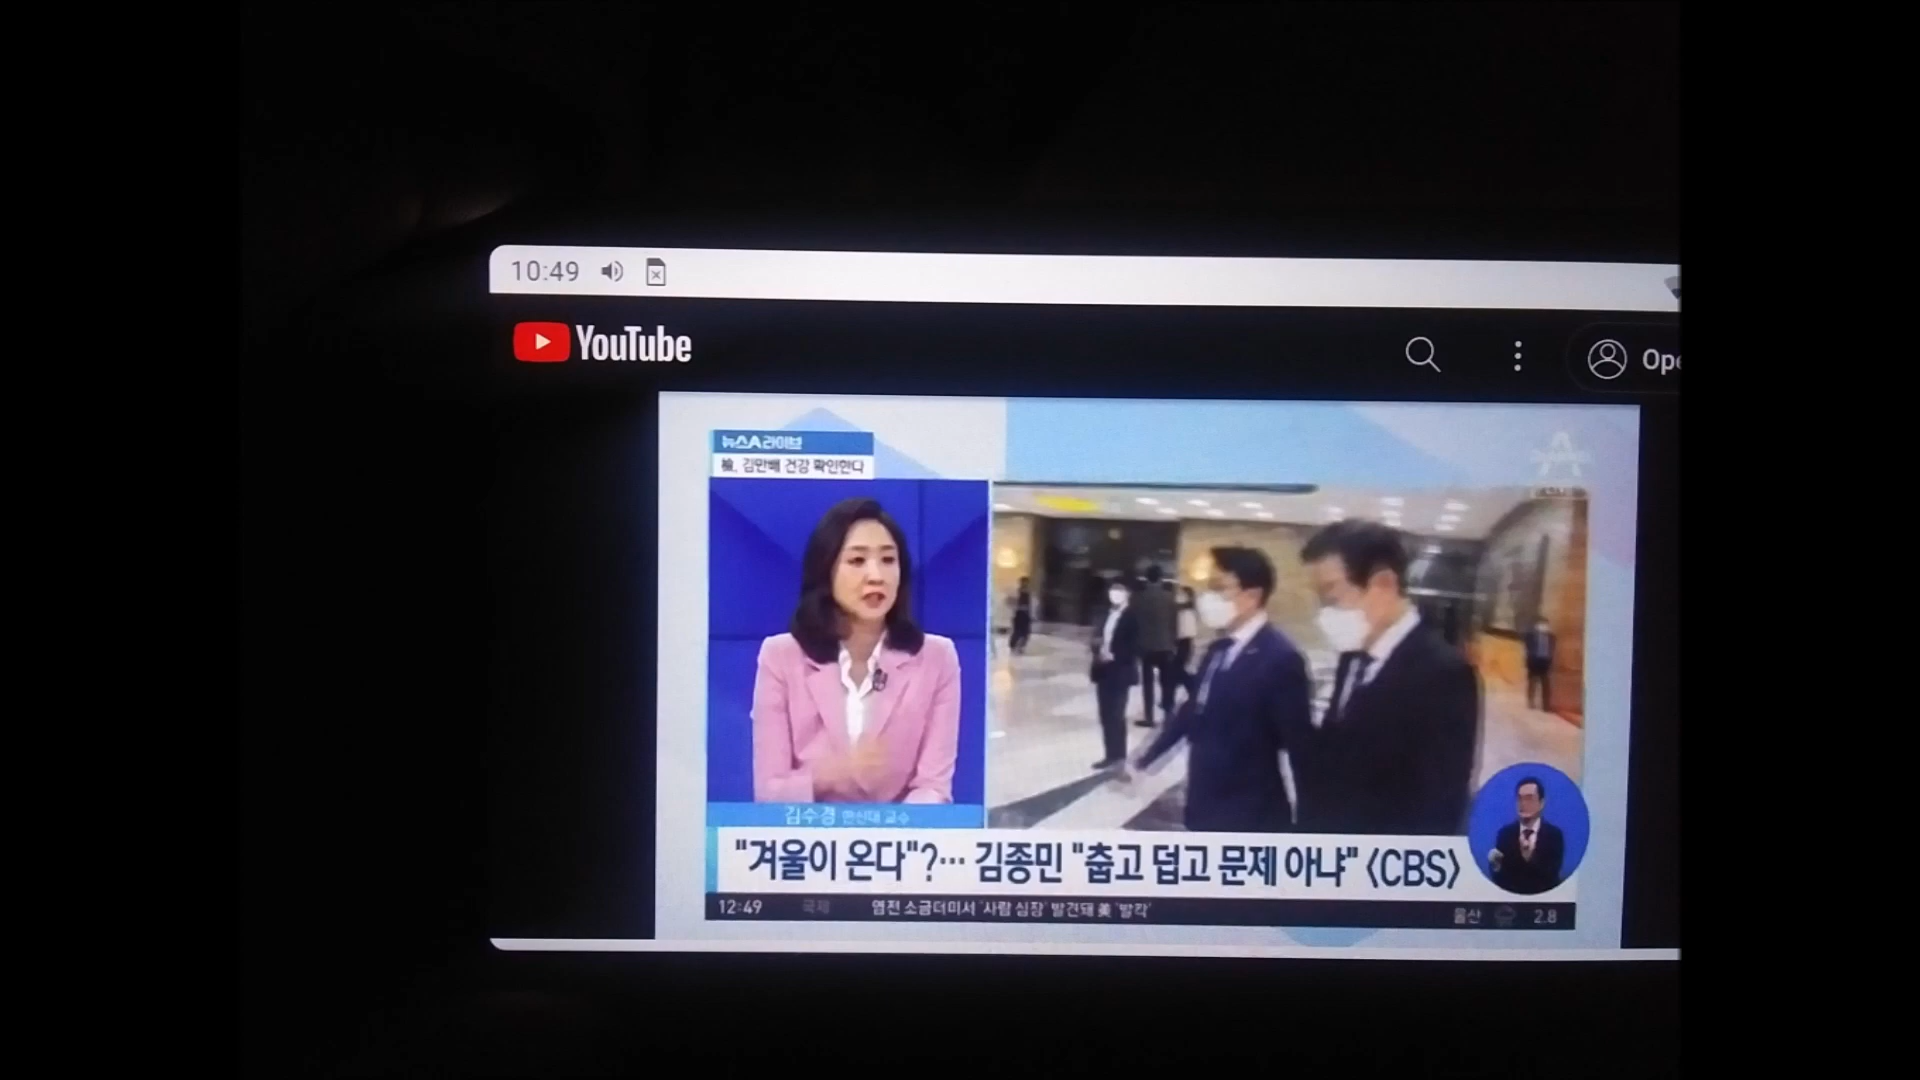 10:49
YouTube
Ope
뉴스A 라이브
檢, 김만배 건강 확인한다
김수경 한신대 교수
"겨울이 온다"?… 김종민 "춥고 덥고 문제 아냐" 〈CBS〉
12:49 국제 염전 소금더미서 '사람 심장' 발견돼 美 '발칵' 울산 2.8